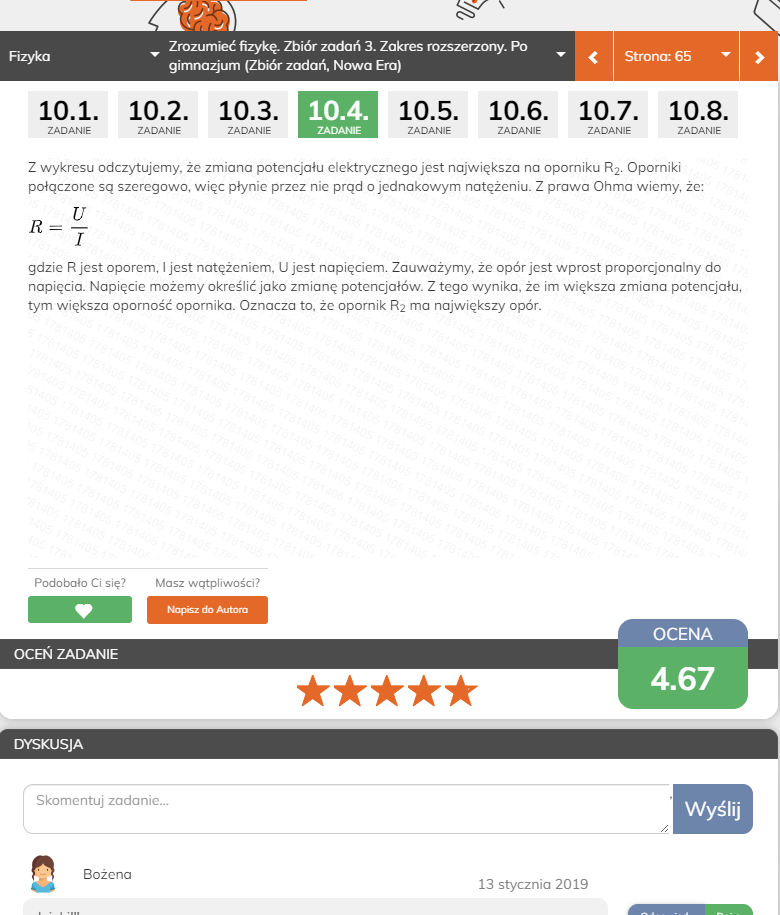 Fizyka
Zrozumieć fizykę. Zbiór zadań 3. Zakres rozszerzony. Po
gimnazjum (Zbiór zadań, Nowa Era)
Strona: 65
10.1. 10.2. 10.3. 10.4. 10.5. 10.6. 10.7. 10.8.
ZADANIE ZADANIE ZADANIE ZADANIE ZADANIE ZADANIE ZADANIE ZADANIE
Z wykresu odczytujemy, że zmiana potencjału elektrycznego jest największa na oporniku R₂. Oporniki
połączone są szeregowo, więc płynie przez nie prąd o jednakowym natężeniu. Z prawa Ohma wiemy, że:
R = U/I
gdzie R jest oporem, I jest natężeniem, U jest napięciem. Zauważymy, że opór jest wprost proporcjonalny do
napięcia. Napięcie możemy określić jako zmianę potencjałów. Z tego wynika, że im większa zmiana potencjału,
tym większa oporność opornika. Oznacza to, że opornik R₂ ma największy opór.
Podobało Ci się? Masz wątpliwości?
Napisz do Autora
OCEŃ ZADANIE
OCENA
4.67
DYSKUSJA
Skomentuj zadanie...
Wyślij
Bożena
13 stycznia 2019